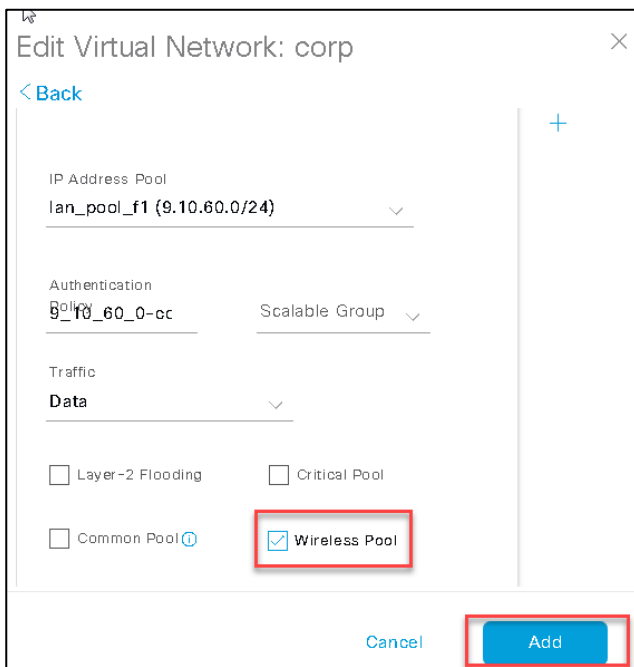 Edit Virtual Network: corp
< Back
IP Address Pool
lan_pool_f1 (9.10.60.0/24)
Authentication
Policy
9_10_60_0-cc
Scalable Group
Traffic
Data
Layer-2 Flooding
Critical Pool
Common Pool
Wireless Pool
Cancel
Add